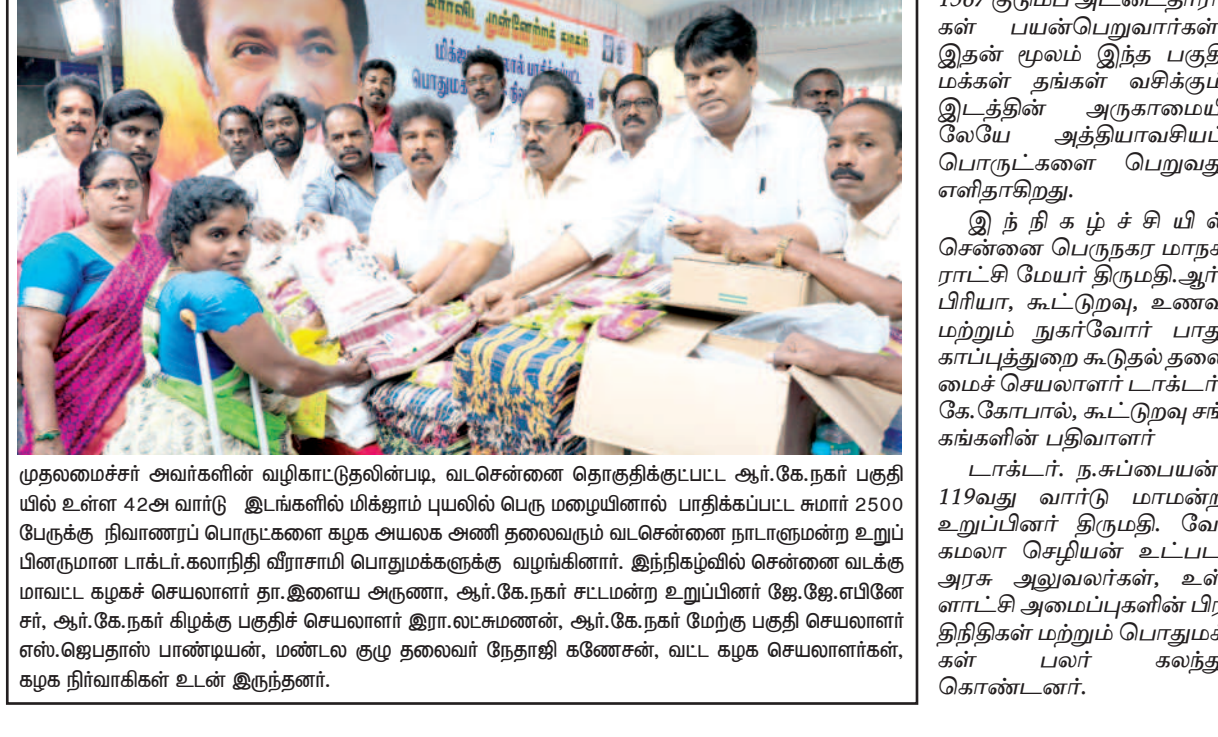 திராவிட முன்னேற்றக் கழகம்
முதலமைச்சர் அவர்களின் வழிகாட்டுதலின்படி, வடசென்னை தொகுதிக்குட்பட்ட ஆர்.கே.நகர் பகுதி
யில் உள்ள 42அ வார்டு இடங்களில் மிக்ஜாம் புயலில் பெரு மழையினால் பாதிக்கப்பட்ட சுமார் 2500
பேருக்கு நிவாணரப் பொருட்களை கழக அயலக அணி தலைவரும் வடசென்னை நாடாளுமன்ற உறுப்
பினருமான டாக்டர்.கலாநிதி வீராசாமி பொதுமக்களுக்கு வழங்கினார். இந்நிகழ்வில் சென்னை வடக்கு
மாவட்ட கழகச் செயலாளர் தா.இளைய அருணா, ஆர்.கே.நகர் சட்டமன்ற உறுப்பினர் ஜே.ஜே.எபினே
சர், ஆர்.கே.நகர் கிழக்கு பகுதிச் செயலாளர் இரா.லட்சுமணன், ஆர்.கே.நகர் மேற்கு பகுதி செயலாளர்
எஸ்.ஜெபதாஸ் பாண்டியன், மண்டல குழு தலைவர் நேதாஜி கணேசன், வட்ட கழக செயலாளர்கள்,
கழக நிர்வாகிகள் உடன் இருந்தனர்.
கள் பயன்பெறுவார்கள்
இதன் மூலம் இந்த பகுதி
மக்கள் தங்கள் வசிக்கும்
இடத்தின் அருகாமையி
லேயே அத்தியாவசியப்
பொருட்களை பெறுவது
எளிதாகிறது.
இந்நிகழ்ச்சியில்
சென்னை பெருநகர மாநக
ராட்சி மேயர் திருமதி.ஆர்.
பிரியா, கூட்டுறவு, உணவு
மற்றும் நுகர்வோர் பாது
காப்புத்துறை கூடுதல் தலை
மைச் செயலாளர் டாக்டர்.
கே.கோபால், கூட்டுறவு சங்
கங்களின் பதிவாளர்
டாக்டர். ந.சுப்பையன்,
119வது வார்டு மாமன்ற
உறுப்பினர் திருமதி. வே.
கமலா செழியன் உட்பட
அரசு அலுவலர்கள், உள்
ளாட்சி அமைப்புகளின் பிர
திநிதிகள் மற்றும் பொதுமக்
கள் பலர் கலந்து
கொண்டனர்.